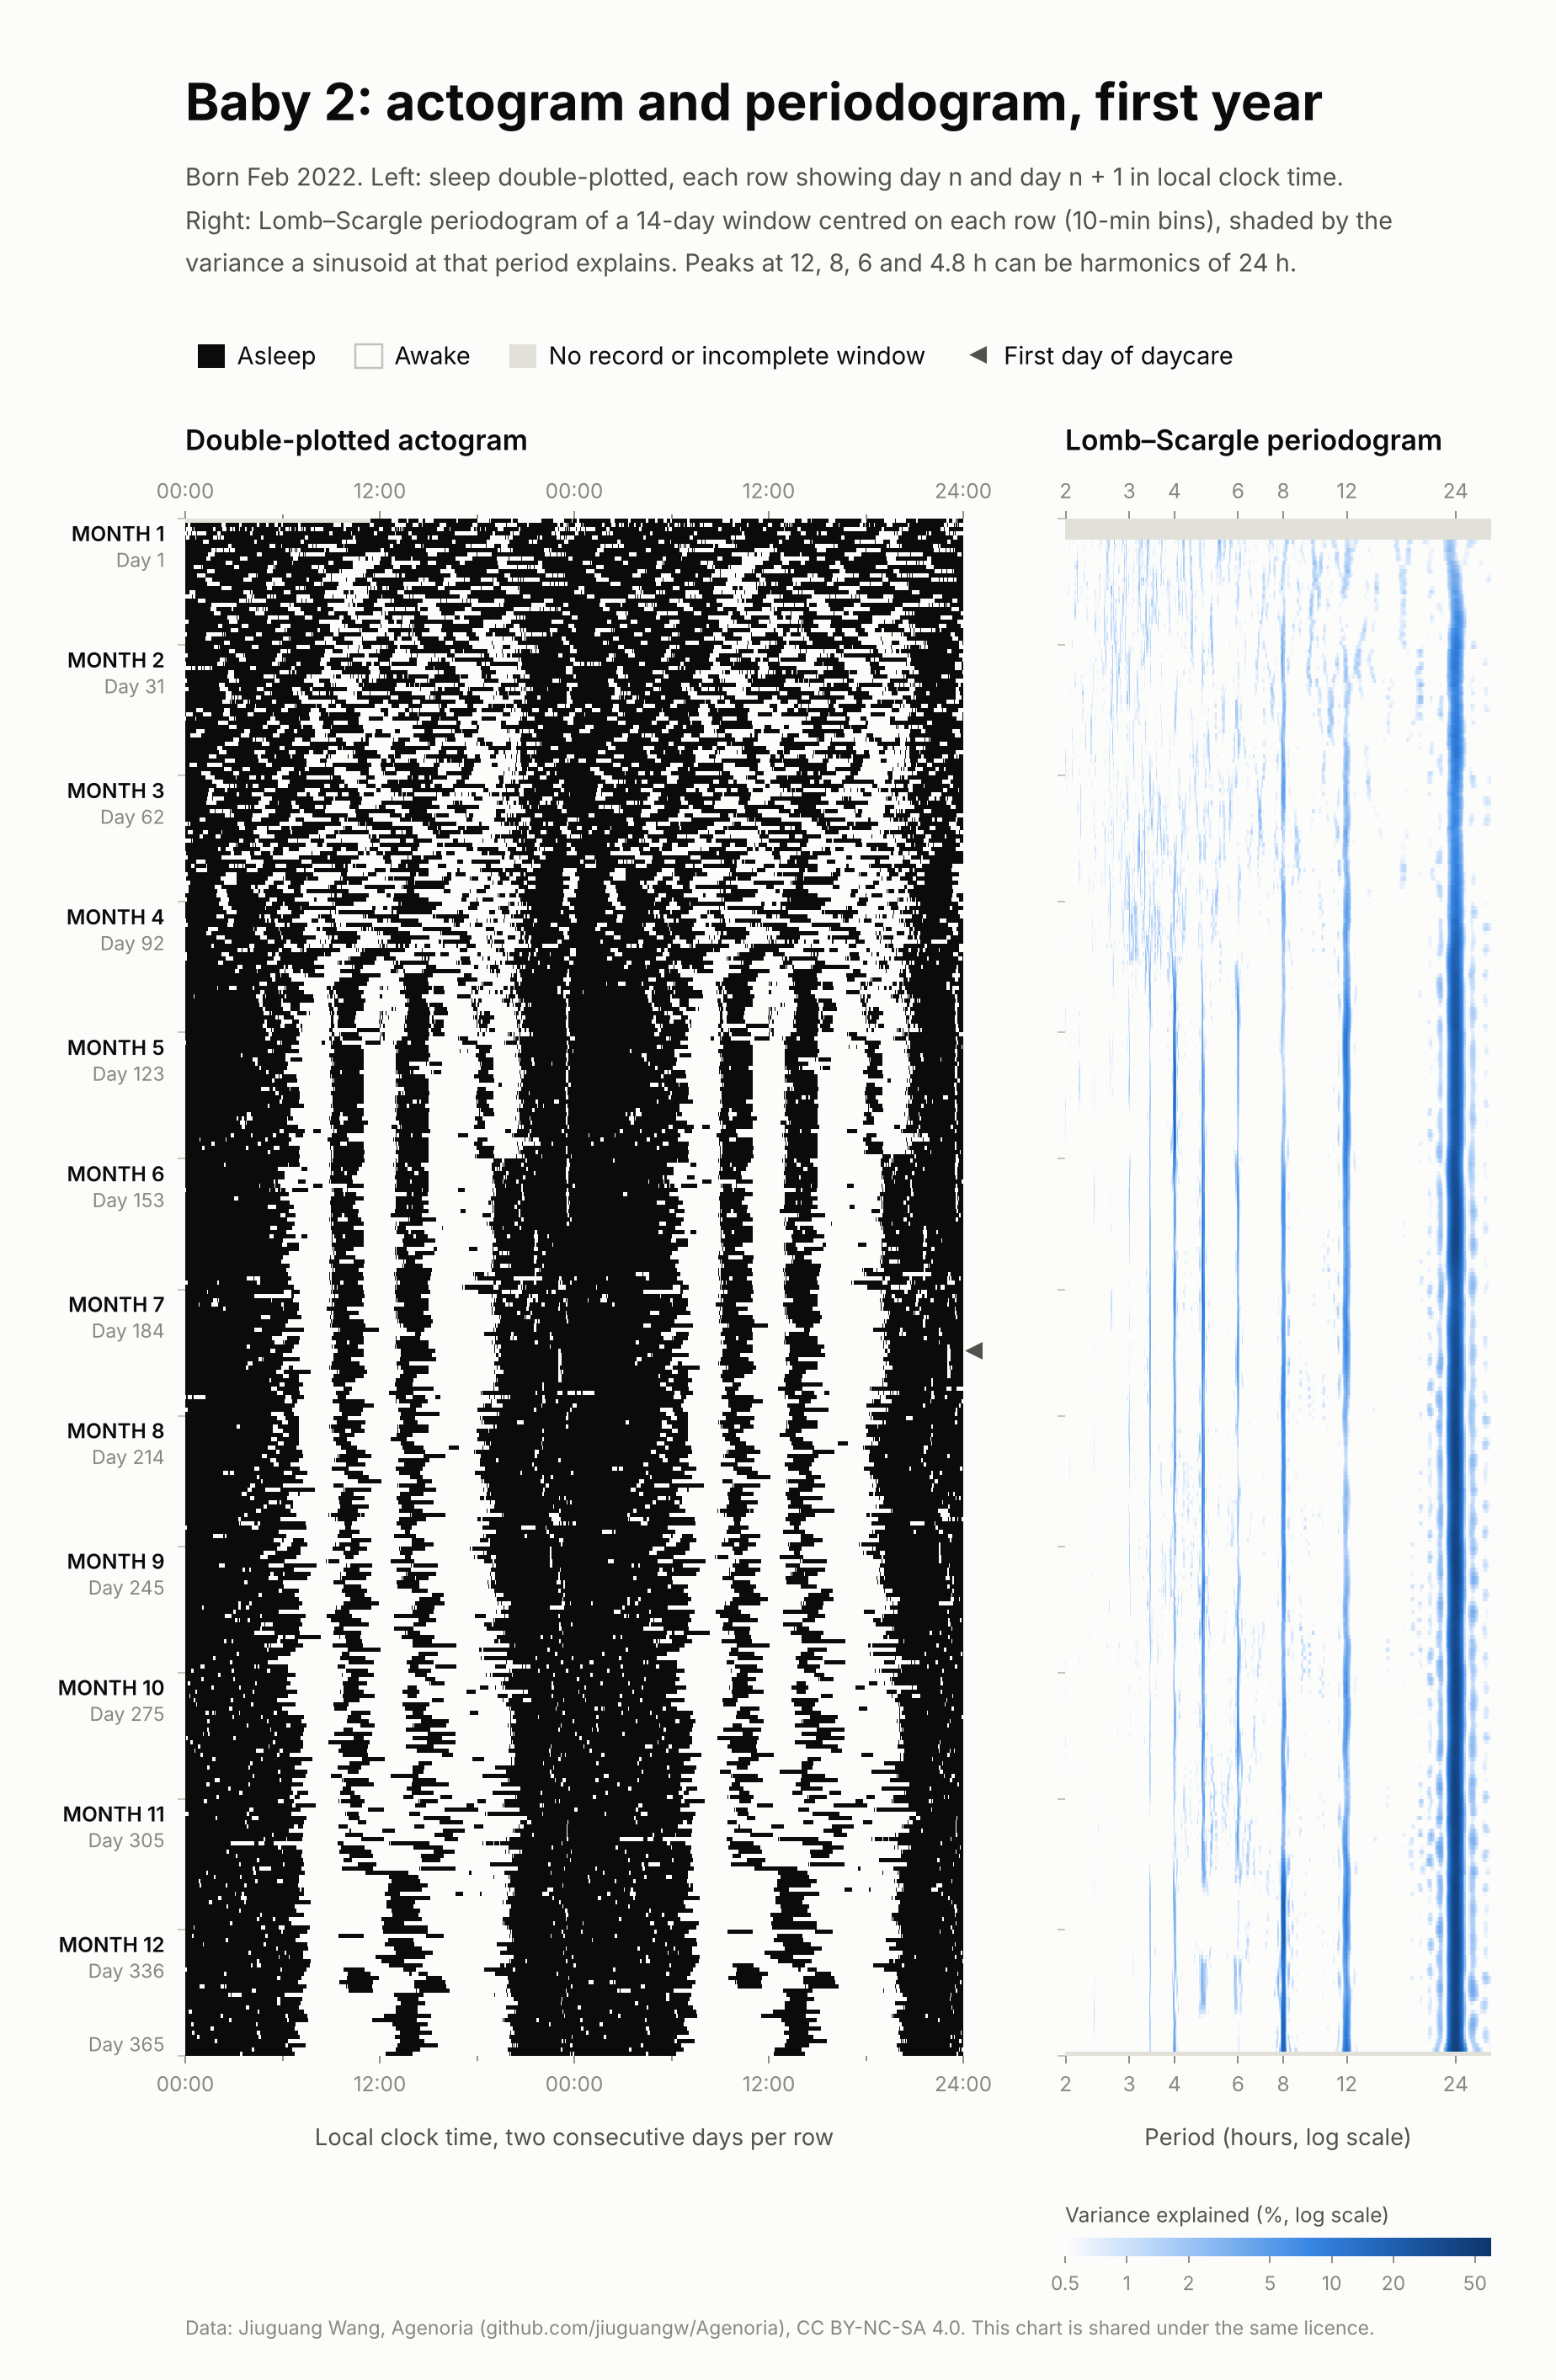 Baby 2: actogram and periodogram, first year
Born Feb 2022. Left: sleep double-plotted, each row showing day n and day n + 1 in local clock time.
Right: Lomb–Scargle periodogram of a 14-day window centred on each row (10-min bins), shaded by the
variance a sinusoid at that period explains. Peaks at 12, 8, 6 and 4.8 h can be harmonics of 24 h.
Asleep Awake No record or incomplete window First day of daycare
Double-plotted actogram
00:00 12:00 00:00 12:00 24:00
MONTH 1
Day 1
MONTH 2
Day 31
MONTH 3
Day 62
MONTH 4
Day 92
MONTH 5
Day 123
MONTH 6
Day 153
MONTH 7
Day 184
MONTH 8
Day 214
MONTH 9
Day 245
MONTH 10
Day 275
MONTH 11
Day 305
MONTH 12
Day 336
Day 365
00:00 12:00 00:00 12:00 24:00
Local clock time, two consecutive days per row
Lomb–Scargle periodogram
2 3 4 6 8 12 24
2 3 4 6 8 12 24
Period (hours, log scale)
Variance explained (%, log scale)
0.5 1 2 5 10 20 50
Data: Jiuguang Wang, Agenoria (github.com/jiuguangw/Agenoria), CC BY-NC-SA 4.0. This chart is shared under the same licence.